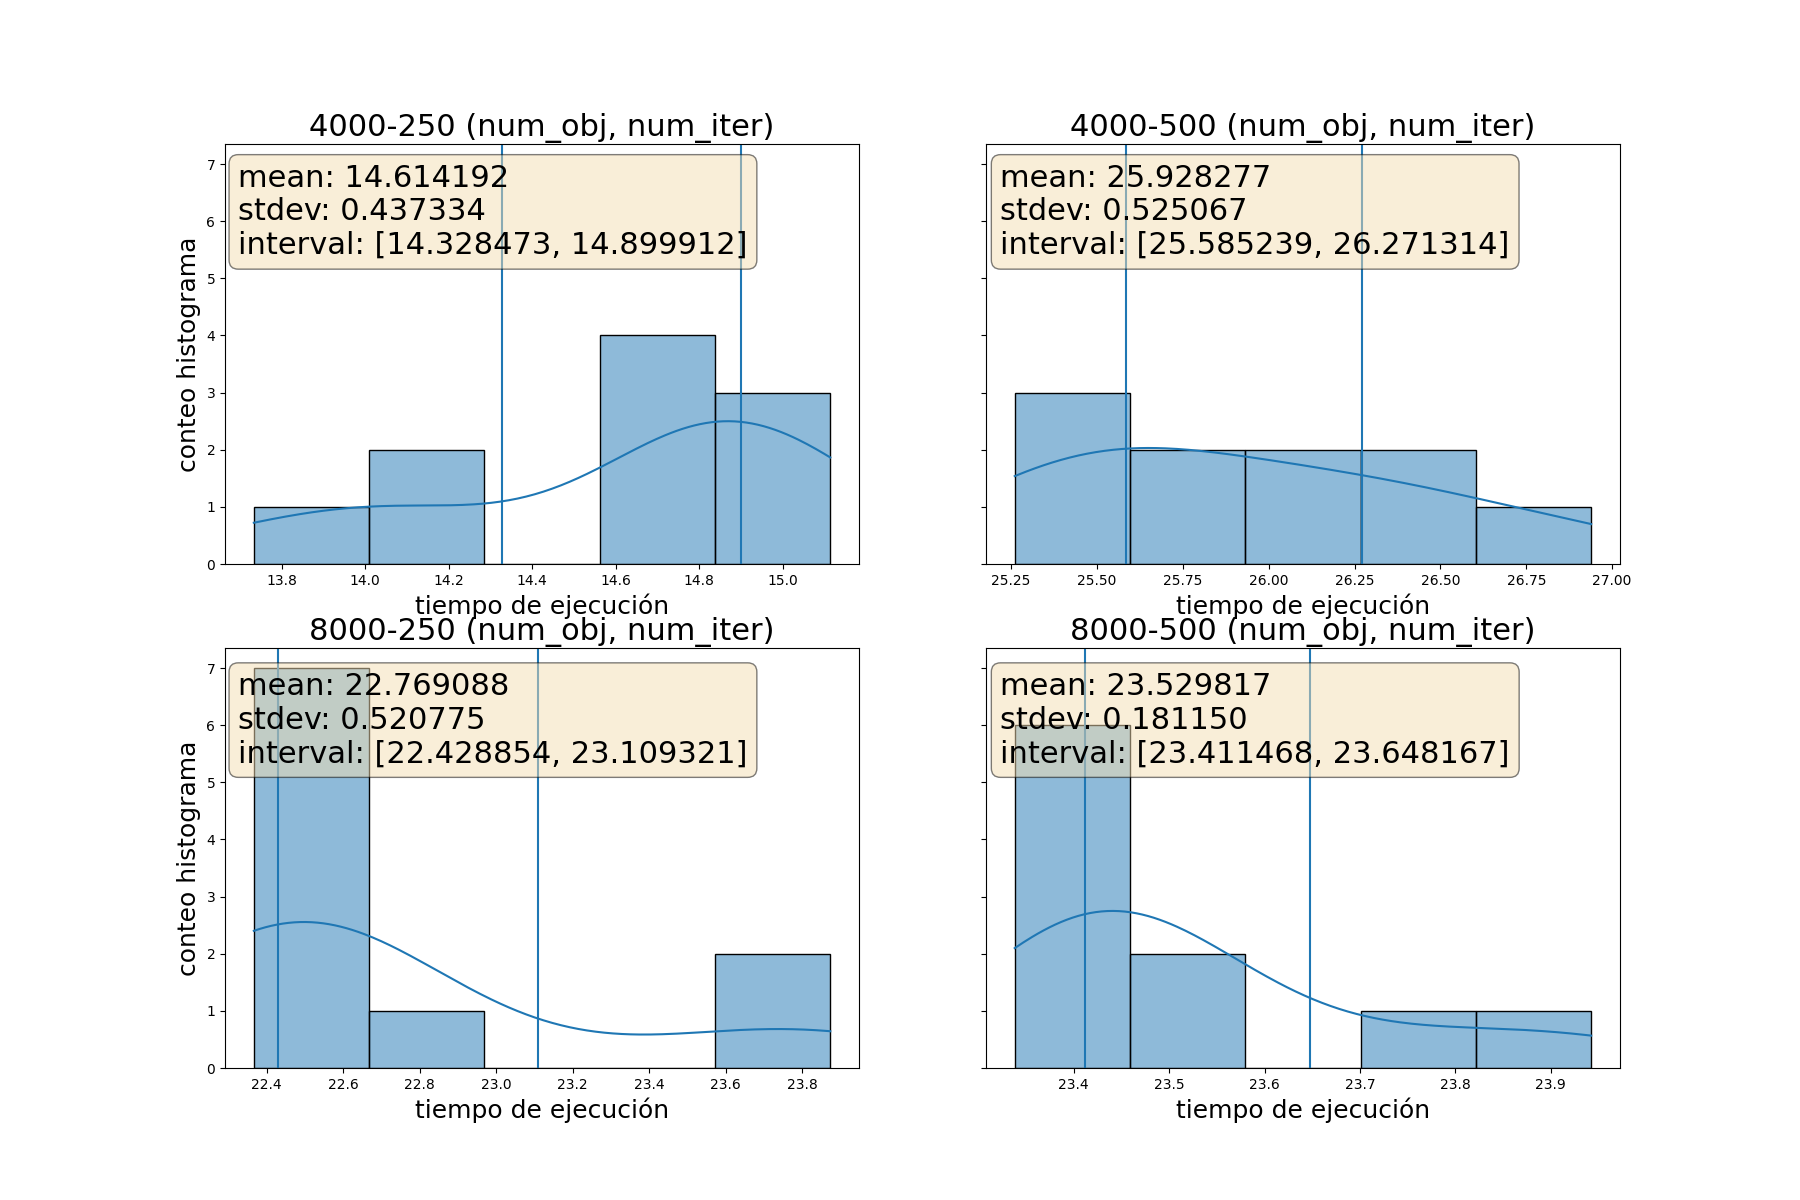 4000-250 (num_obj, num_iter)
mean: 14.614192
stdev: 0.437334
interval: [14.328473, 14.899912]
conteo histograma
7
6
5
4
3
2
1
0
13.8 14.0 14.2 14.4 14.6 14.8 15.0
tiempo de ejecución
4000-500 (num_obj, num_iter)
mean: 25.928277
stdev: 0.525067
interval: [25.585239, 26.271314]
25.25 25.50 25.75 26.00 26.25 26.50 26.75 27.00
tiempo de ejecución
8000-250 (num_obj, num_iter)
mean: 22.769088
stdev: 0.520775
interval: [22.428854, 23.109321]
conteo histograma
7
6
5
4
3
2
1
0
22.4 22.6 22.8 23.0 23.2 23.4 23.6 23.8
tiempo de ejecución
8000-500 (num_obj, num_iter)
mean: 23.529817
stdev: 0.181150
interval: [23.411468, 23.648167]
23.4 23.5 23.6 23.7 23.8 23.9
tiempo de ejecución